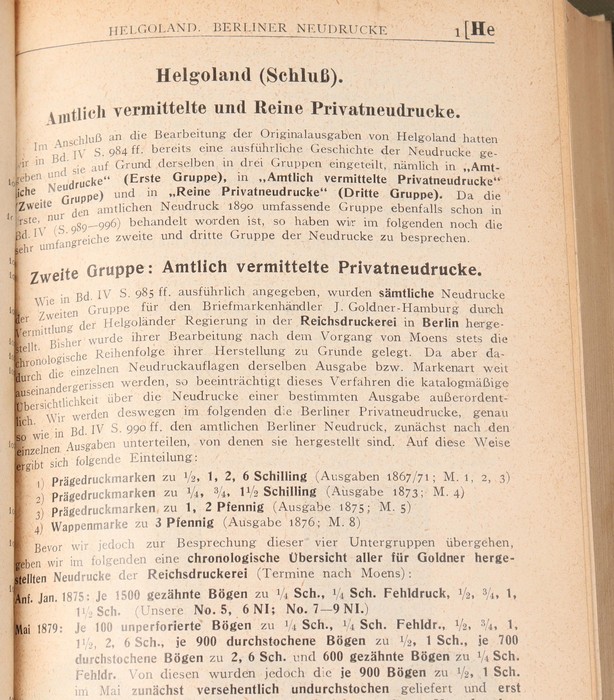 HELGOLAND. BERLINER NEUDRUCKE 1 [He
Helgoland (Schluß).
Amtlich vermittelte und Reine Privatneudrucke.
Im Anschluß an die Bearbeitung der Originalausgaben von Helgoland hatten
wir in Bd. IV S. 984 ff. bereits eine ausführliche Geschichte der Neudrucke ge-
geben und sie auf Grund derselben in drei Gruppen eingeteilt, nämlich in „Amt-
liche Neudrucke“ (Erste Gruppe), in „Amtlich vermittelte Privatneudrucke“
(Zweite Gruppe) und in „Reine Privatneudrucke“ (Dritte Gruppe). Da die
Erste, nur den amtlichen Neudruck 1890 umfassende Gruppe ebenfalls schon in
Bd. IV (S. 989—996) behandelt worden ist, so haben wir im folgenden noch die
sehr umfangreiche zweite und dritte Gruppe der Neudrucke zu besprechen.
Zweite Gruppe: Amtlich vermittelte Privatneudrucke.
Wie in Bd. IV S. 985 ff. ausführlich angegeben, wurden sämtliche Neudrucke
der Zweiten Gruppe für den Briefmarkenhändler J. Goldner-Hamburg durch
Vermittlung der Helgoländer Regierung in der Reichsdruckerei in Berlin herge-
stellt. Bisher wurde ihrer Bearbeitung nach dem Vorgang von Moens stets die
chronologische Reihenfolge ihrer Herstellung zu Grunde gelegt. Da aber da-
durch die einzelnen Neudruckauflagen derselben Ausgabe bzw. Markenart weit
auseinandergerissen werden, so beeinträchtigt dieses Verfahren die katalogmäßige
Übersichtlichkeit über die Neudrucke einer bestimmten Ausgabe außerordent-
lich. Wir werden deswegen im folgenden die Berliner Privatneudrucke, genau
so wie in Bd. IV S. 990 ff. den amtlichen Berliner Neudruck, zunächst nach den
einzelnen Ausgaben unterteilen, von denen sie hergestellt sind. Auf diese Weise
ergibt sich folgende Einteilung:
1) Prägedruckmarken zu ½, 1, 2, 6 Schilling (Ausgaben 1867/71; M. 1, 2, 3)
2) Prägedruckmarken zu ¼, ¾, 1½ Schilling (Ausgabe 1873; M. 4)
3) Prägedruckmarken zu 1, 2 Pfennig (Ausgabe 1875; M. 5)
4) Wappenmarke zu 3 Pfennig (Ausgabe 1876; M. 8)
Bevor wir jedoch zur Besprechung dieser vier Untergruppen übergehen,
geben wir im folgenden eine chronologische Übersicht aller für Goldner herge-
stellten Neudrucke der Reichsdruckerei (Termine nach Moens):
Anf. Jan. 1875: Je 1500 gezähnte Bögen zu ¼ Sch., ¼ Sch. Fehldruck, ½, ¾, 1,
1½ Sch. (Unsere No. 5, 6 NI; No. 7—9 NI.)
Mai 1879: Je 100 unperforierte Bögen zu ¼ Sch., ¼ Sch. Fehldr., ½, ¾, 1,
1½, 2, 6 Sch., je 900 durchstochene Bögen zu ½, 1 Sch., je 700
durchstochene Bögen zu 2, 6 Sch. und 600 gezähnte Bögen zu ¼ Sch.
Fehldr. Von diesen wurden jedoch die je 900 Bögen zu ½, 1 Sch.
im Mai zunächst versehentlich undurchstochen geliefert und erst